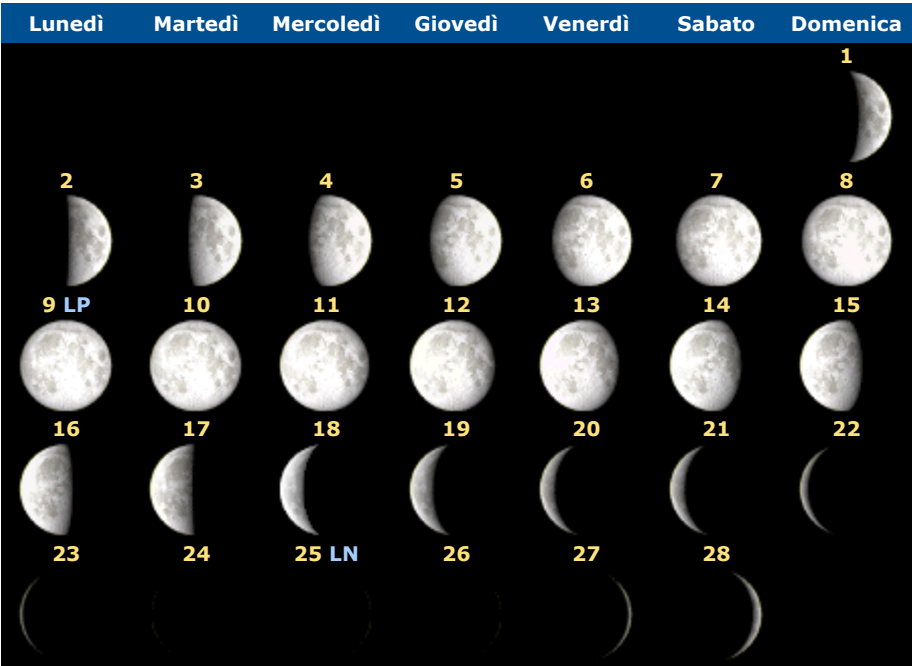 Lunedì Martedì Mercoledì Giovedì Venerdì Sabato Domenica
1
2 3 4 5 6 7 8
9 LP 10 11 12 13 14 15
16 17 18 19 20 21 22
23 24 25 LN 26 27 28